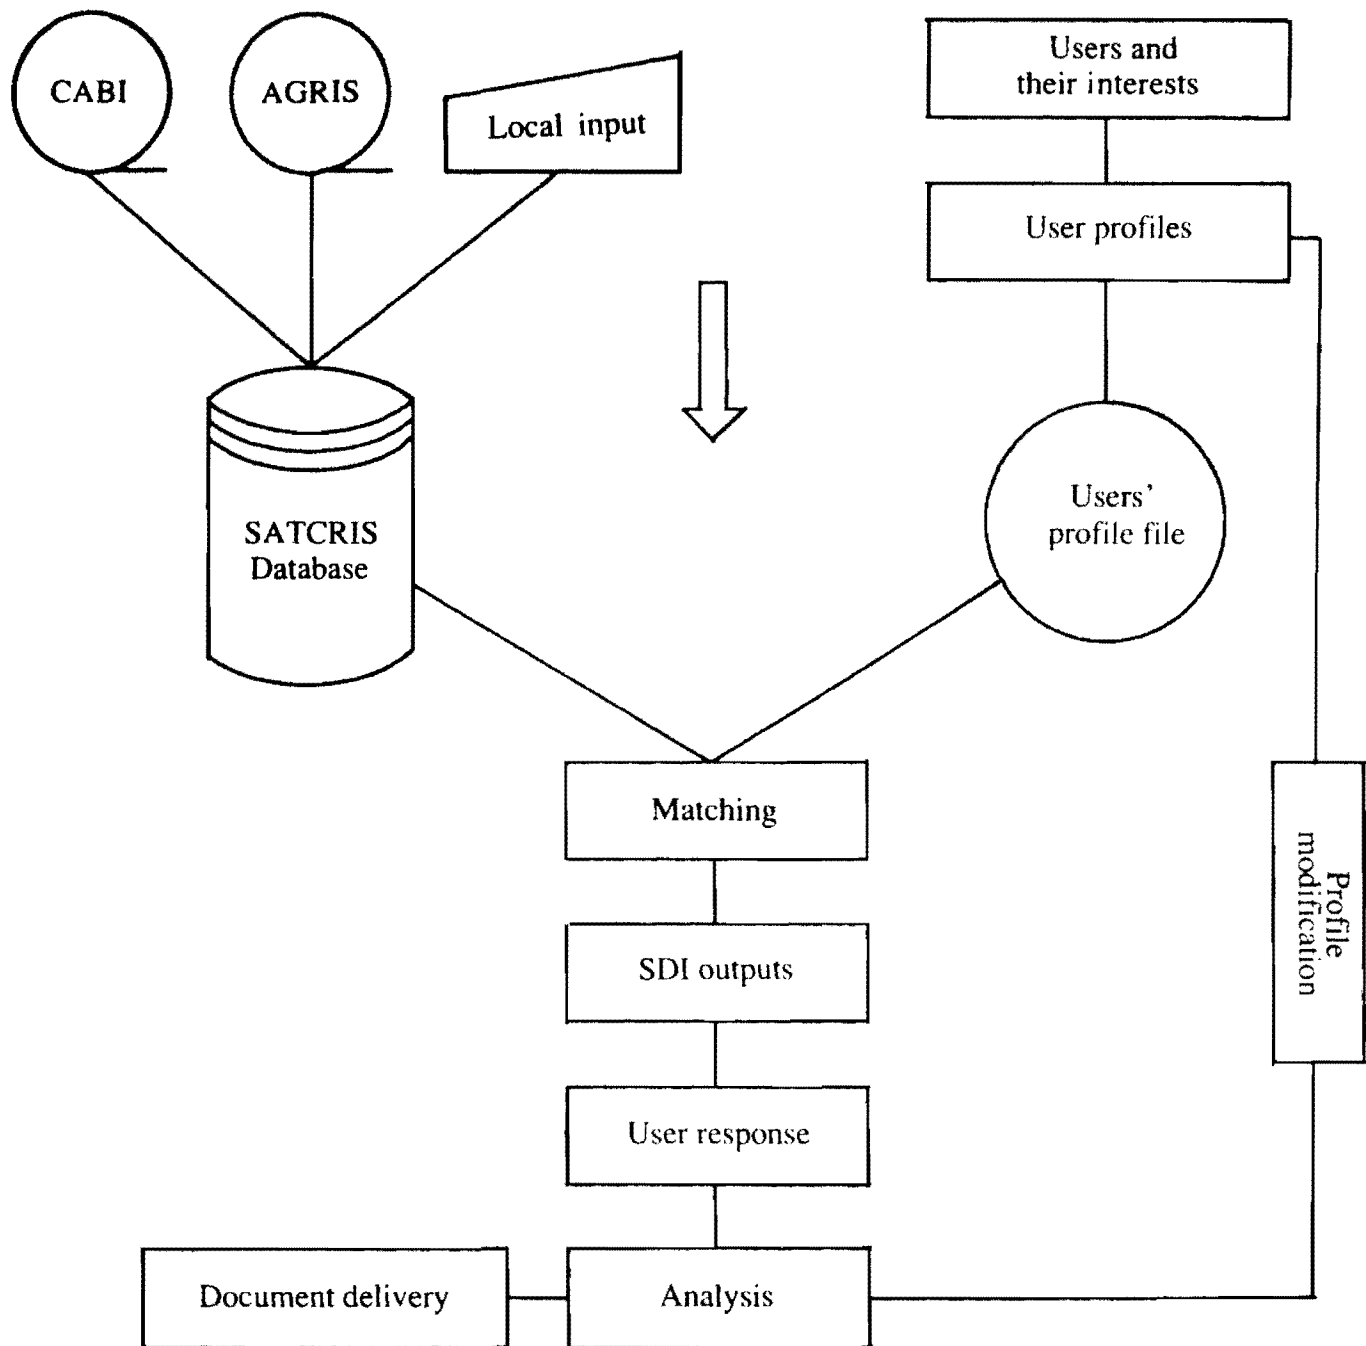 CABI
AGRIS
Local input
Users and
their interests
User profiles
SATCRIS
Database
Users'
profile file
Matching
SDI outputs
User response
Profile
modification
Document delivery
Analysis